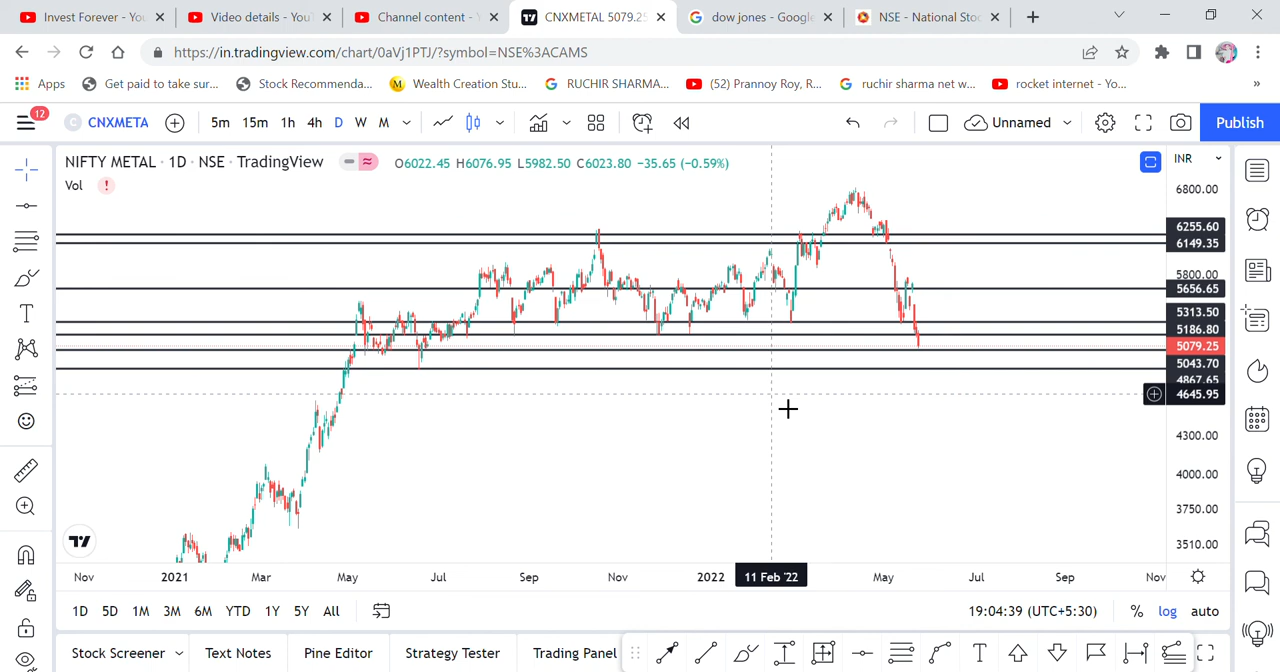 Invest Forever - You
Video details - YouT
Channel content -
CNXMETAL 5079.25
dow jones - Google
NSE - National Stoc
https://in.tradingview.com/chart/0aVj1PTJ/?symbol=NSE%3ACAMS
Apps
Get paid to take sur...
Stock Recommenda...
M Wealth Creation Stu...
RUCHIR SHARMA...
(52) Prannoy Roy, R...
ruchir sharma net w...
rocket internet - Yo...
»
12
C CNXMETA
5m 15m 1h 4h D W M
Unnamed
Publish
NIFTY METAL · 1D · NSE · TradingView
O6022.45 H6076.95 L5982.50 C6023.80 −35.65 (−0.59%)
INR
Vol !
6800.00
6255.60
6149.35
5800.00
5656.65
5313.50
5186.80
5079.25
5043.70
4867.65
4645.95
4300.00
4000.00
3750.00
3510.00
Nov 2021 Mar May Jul Sep Nov 2022 11 Feb '22 May Jul Sep Nov
1D 5D 1M 3M 6M YTD 1Y 5Y All
19:04:39 (UTC+5:30) % log auto
Stock Screener Text Notes Pine Editor Strategy Tester Trading Panel